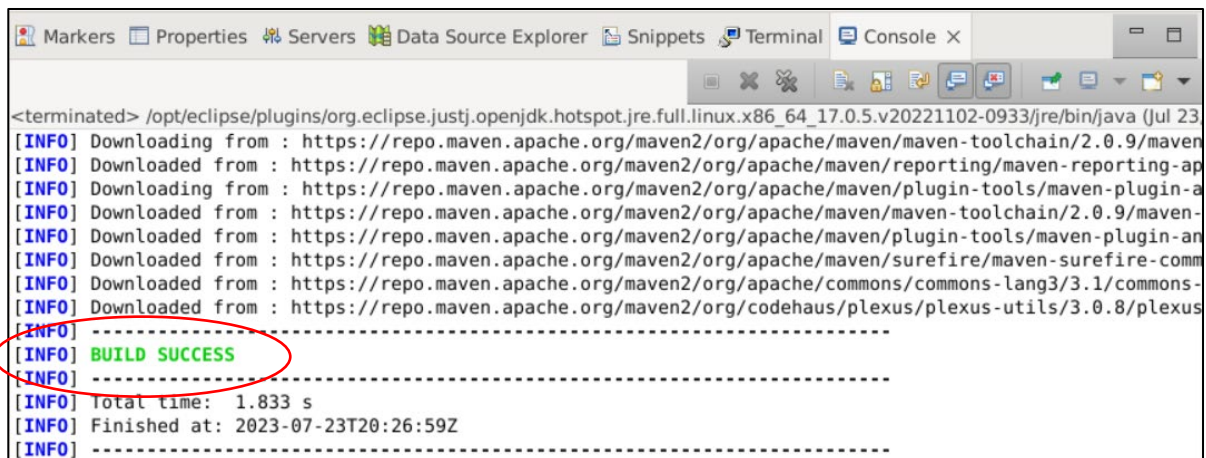 Markers Properties Servers Data Source Explorer Snippets Terminal Console
<terminated> /opt/eclipse/plugins/org.eclipse.justj.openjdk.hotspot.jre.full.linux.x86_64_17.0.5.v20221102-0933/jre/bin/java (Jul 23,
[INFO] Downloading from : https://repo.maven.apache.org/maven2/org/apache/maven/maven-toolchain/2.0.9/maven
[INFO] Downloaded from : https://repo.maven.apache.org/maven2/org/apache/maven/reporting/maven-reporting-ap
[INFO] Downloading from : https://repo.maven.apache.org/maven2/org/apache/maven/plugin-tools/maven-plugin-a
[INFO] Downloaded from : https://repo.maven.apache.org/maven2/org/apache/maven/maven-toolchain/2.0.9/maven-
[INFO] Downloaded from : https://repo.maven.apache.org/maven2/org/apache/maven/plugin-tools/maven-plugin-an
[INFO] Downloaded from : https://repo.maven.apache.org/maven2/org/apache/maven/surefire/maven-surefire-comm
[INFO] Downloaded from : https://repo.maven.apache.org/maven2/org/apache/commons/commons-lang3/3.1/commons-
[INFO] Downloaded from : https://repo.maven.apache.org/maven2/org/codehaus/plexus/plexus-utils/3.0.8/plexus
[INFO] ------------------------------------------------------------------------
[INFO] BUILD SUCCESS
[INFO] ------------------------------------------------------------------------
[INFO] Total time:  1.833 s
[INFO] Finished at: 2023-07-23T20:26:59Z
[INFO] ------------------------------------------------------------------------